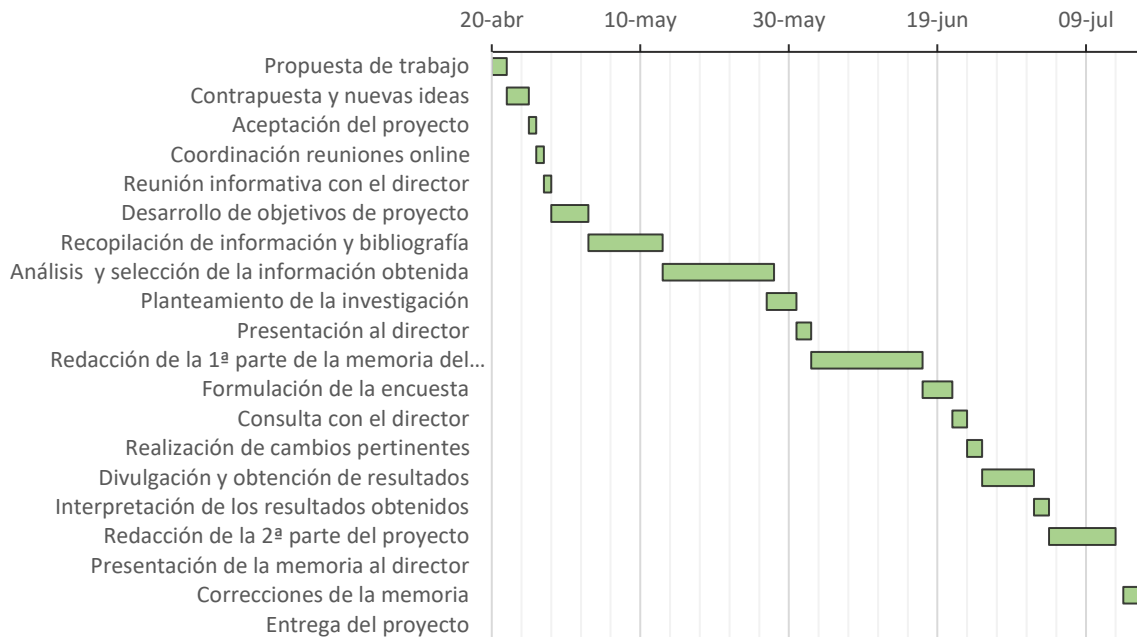 20-abr 10-may 30-may 19-jun 09-jul
Propuesta de trabajo
Contrapuesta y nuevas ideas
Aceptación del proyecto
Coordinación reuniones online
Reunión informativa con el director
Desarrollo de objetivos de proyecto
Recopilación de información y bibliografía
Análisis  y selección de la información obtenida
Planteamiento de la investigación
Presentación al director
Redacción de la 1ª parte de la memoria del...
Formulación de la encuesta
Consulta con el director
Realización de cambios pertinentes
Divulgación y obtención de resultados
Interpretación de los resultados obtenidos
Redacción de la 2ª parte del proyecto
Presentación de la memoria al director
Correcciones de la memoria
Entrega del proyecto